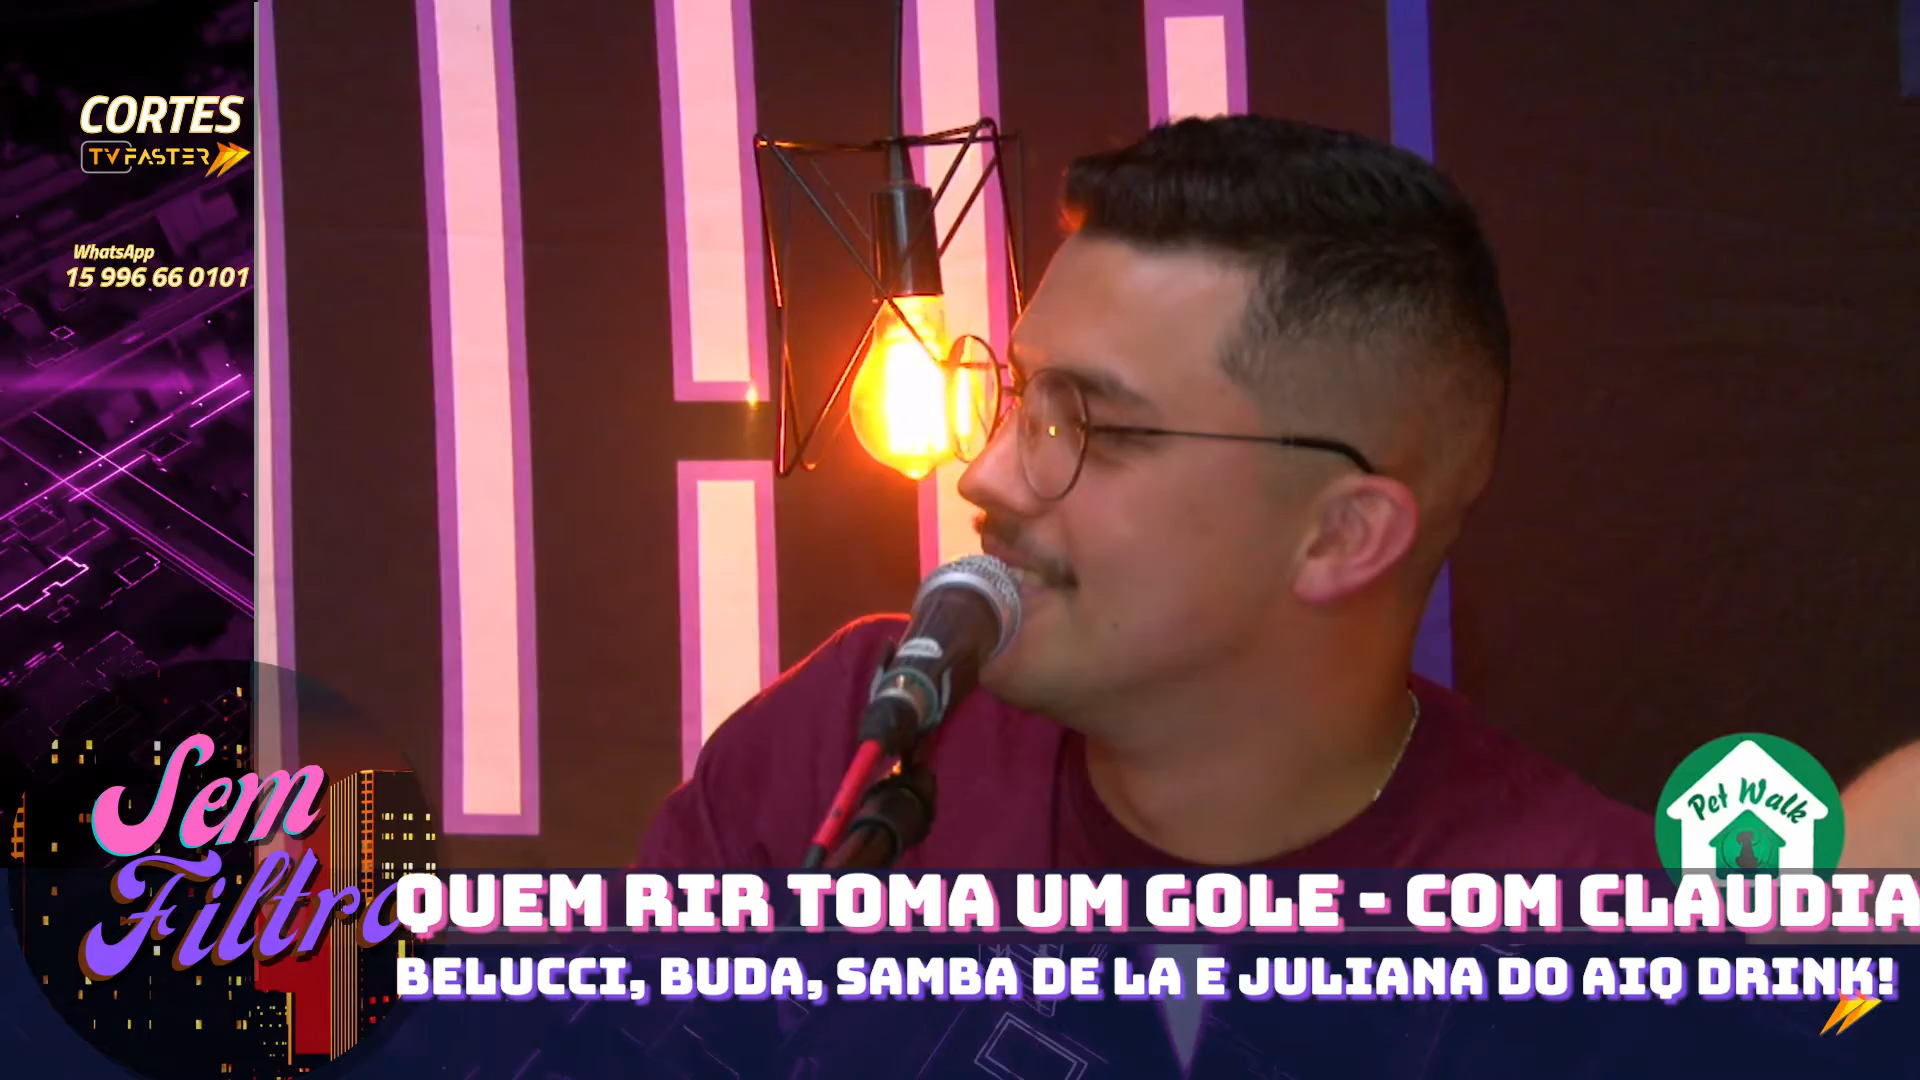 CORTES
TV FASTER
WhatsApp
15 996 66 0101
Pet Walk
Sem
Filtro
QUEM RIR TOMA UM GOLE - COM CLAUDIA
BELUCCI, BUDA, SAMBA DE LA E JULIANA DO AIQ DRINK!